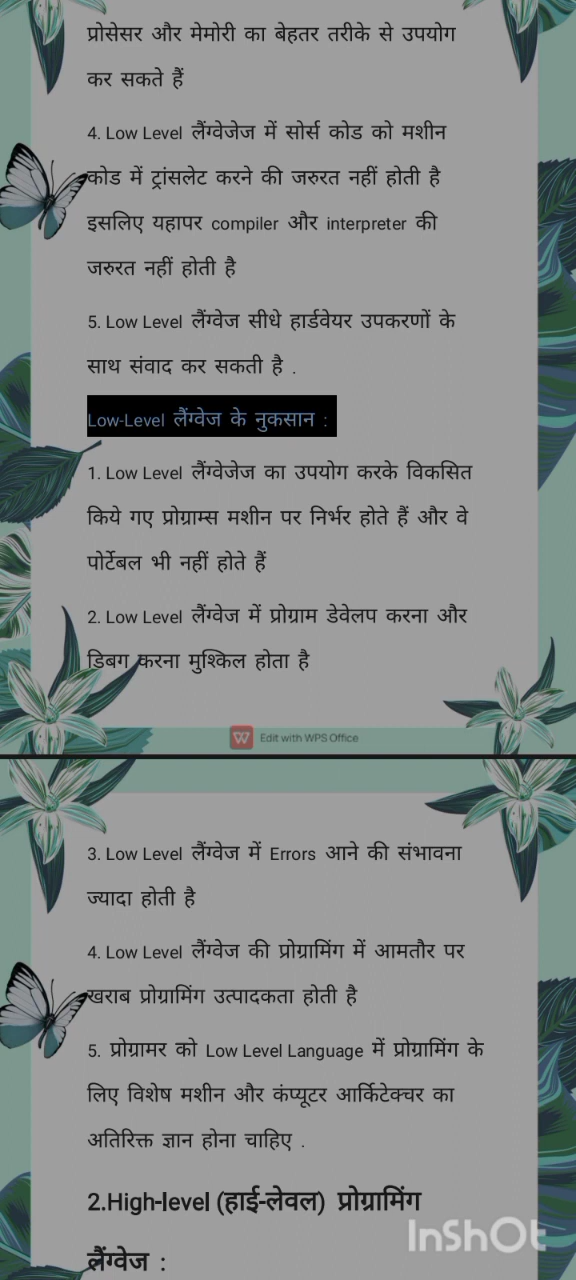 प्रोसेसर और मेमोरी का बेहतर तरीके से उपयोग
कर सकते हैं
4. Low Level लैंग्वेजेज में सोर्स कोड को मशीन
कोड में ट्रांसलेट करने की जरुरत नहीं होती है
इसलिए यहापर compiler और interpreter की
जरुरत नहीं होती है
5. Low Level लैंग्वेज सीधे हार्डवेयर उपकरणों के
साथ संवाद कर सकती है .
Low-Level लैंग्वेज के नुकसान :
1. Low Level लैंग्वेजेज का उपयोग करके विकसित
किये गए प्रोग्राम्स मशीन पर निर्भर होते हैं और वे
पोर्टेबल भी नहीं होते हैं
2. Low Level लैंग्वेज में प्रोग्राम डेवेलप करना और
डिबग करना मुश्किल होता है
W Edit with WPS Office
3. Low Level लैंग्वेज में Errors आने की संभावना
ज्यादा होती है
4. Low Level लैंग्वेज की प्रोग्रामिंग में आमतौर पर
खराब प्रोग्रामिंग उत्पादकता होती है
5. प्रोग्रामर को Low Level Language में प्रोग्रामिंग के
लिए विशेष मशीन और कंप्यूटर आर्किटेक्चर का
अतिरिक्त ज्ञान होना चाहिए .
2.High-level (हाई-लेवल) प्रोग्रामिंग
लैंग्वेज :
InShOt